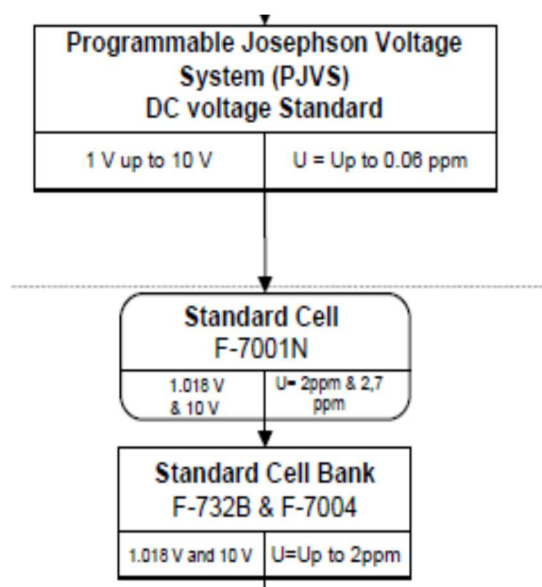 Programmable Josephson Voltage
System (PJVS)
DC voltage Standard
1 V up to 10 V
U = Up to 0.06 ppm
Standard Cell
F-7001N
1.018 V
& 10 V
U= 2ppm & 2,7
ppm
Standard Cell Bank
F-732B & F-7004
1.018 V and 10 V
U=Up to 2ppm